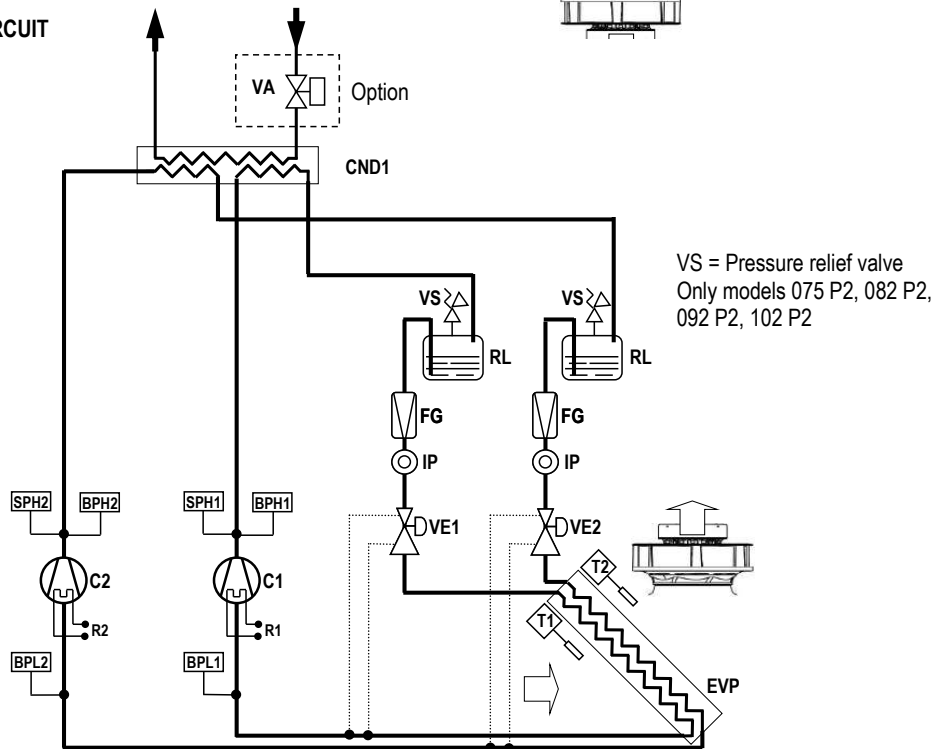 RCUIT
VA
Option
CND1
VS = Pressure relief valve
Only models 075 P2, 082 P2,
092 P2, 102 P2
VS
VS
RL
RL
FG
FG
IP
IP
SPH2
BPH2
SPH1
BPH1
VE1
VE2
C2
C1
T2
T1
R2
R1
BPL2
BPL1
EVP